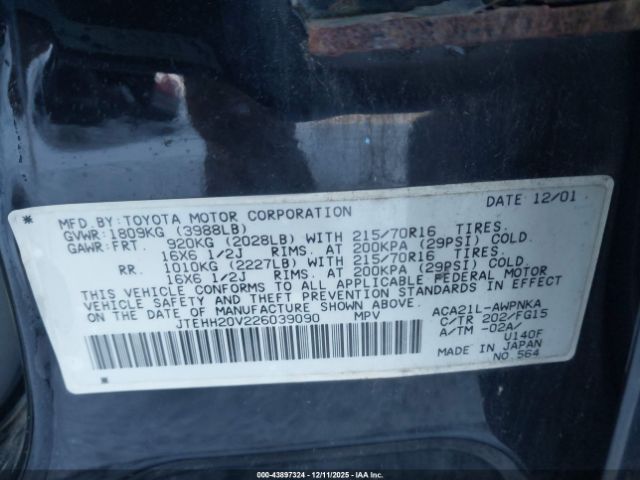 MFD.BY:TOYOTA MOTOR CORPORATION DATE 12/01
GVWR:1809KG (3988LB)
GAWR:FRT. 920KG (2028LB) WITH 215/70R16 TIRES.
16X6 1/2J RIMS. AT 200KPA (29PSI) COLD.
RR. 1010KG (2227LB) WITH 215/70R16 TIRES.
16X6 1/2J RIMS. AT 200KPA (29PSI) COLD.
THIS VEHICLE CONFORMS TO ALL APPLICABLE FEDERAL MOTOR
VEHICLE SAFETY AND THEFT PREVENTION STANDARDS IN EFFECT
ON THE DATE OF MANUFACTURE SHOWN ABOVE.
JTEHH20V226039090 MPV
ACA21L-AWPNKA
C/TR 202/FG15
A/TM -02A/
U140F
MADE IN JAPAN
NO.564
© STOCK: 43897324 - 12/11/2025 - IAAI.COM